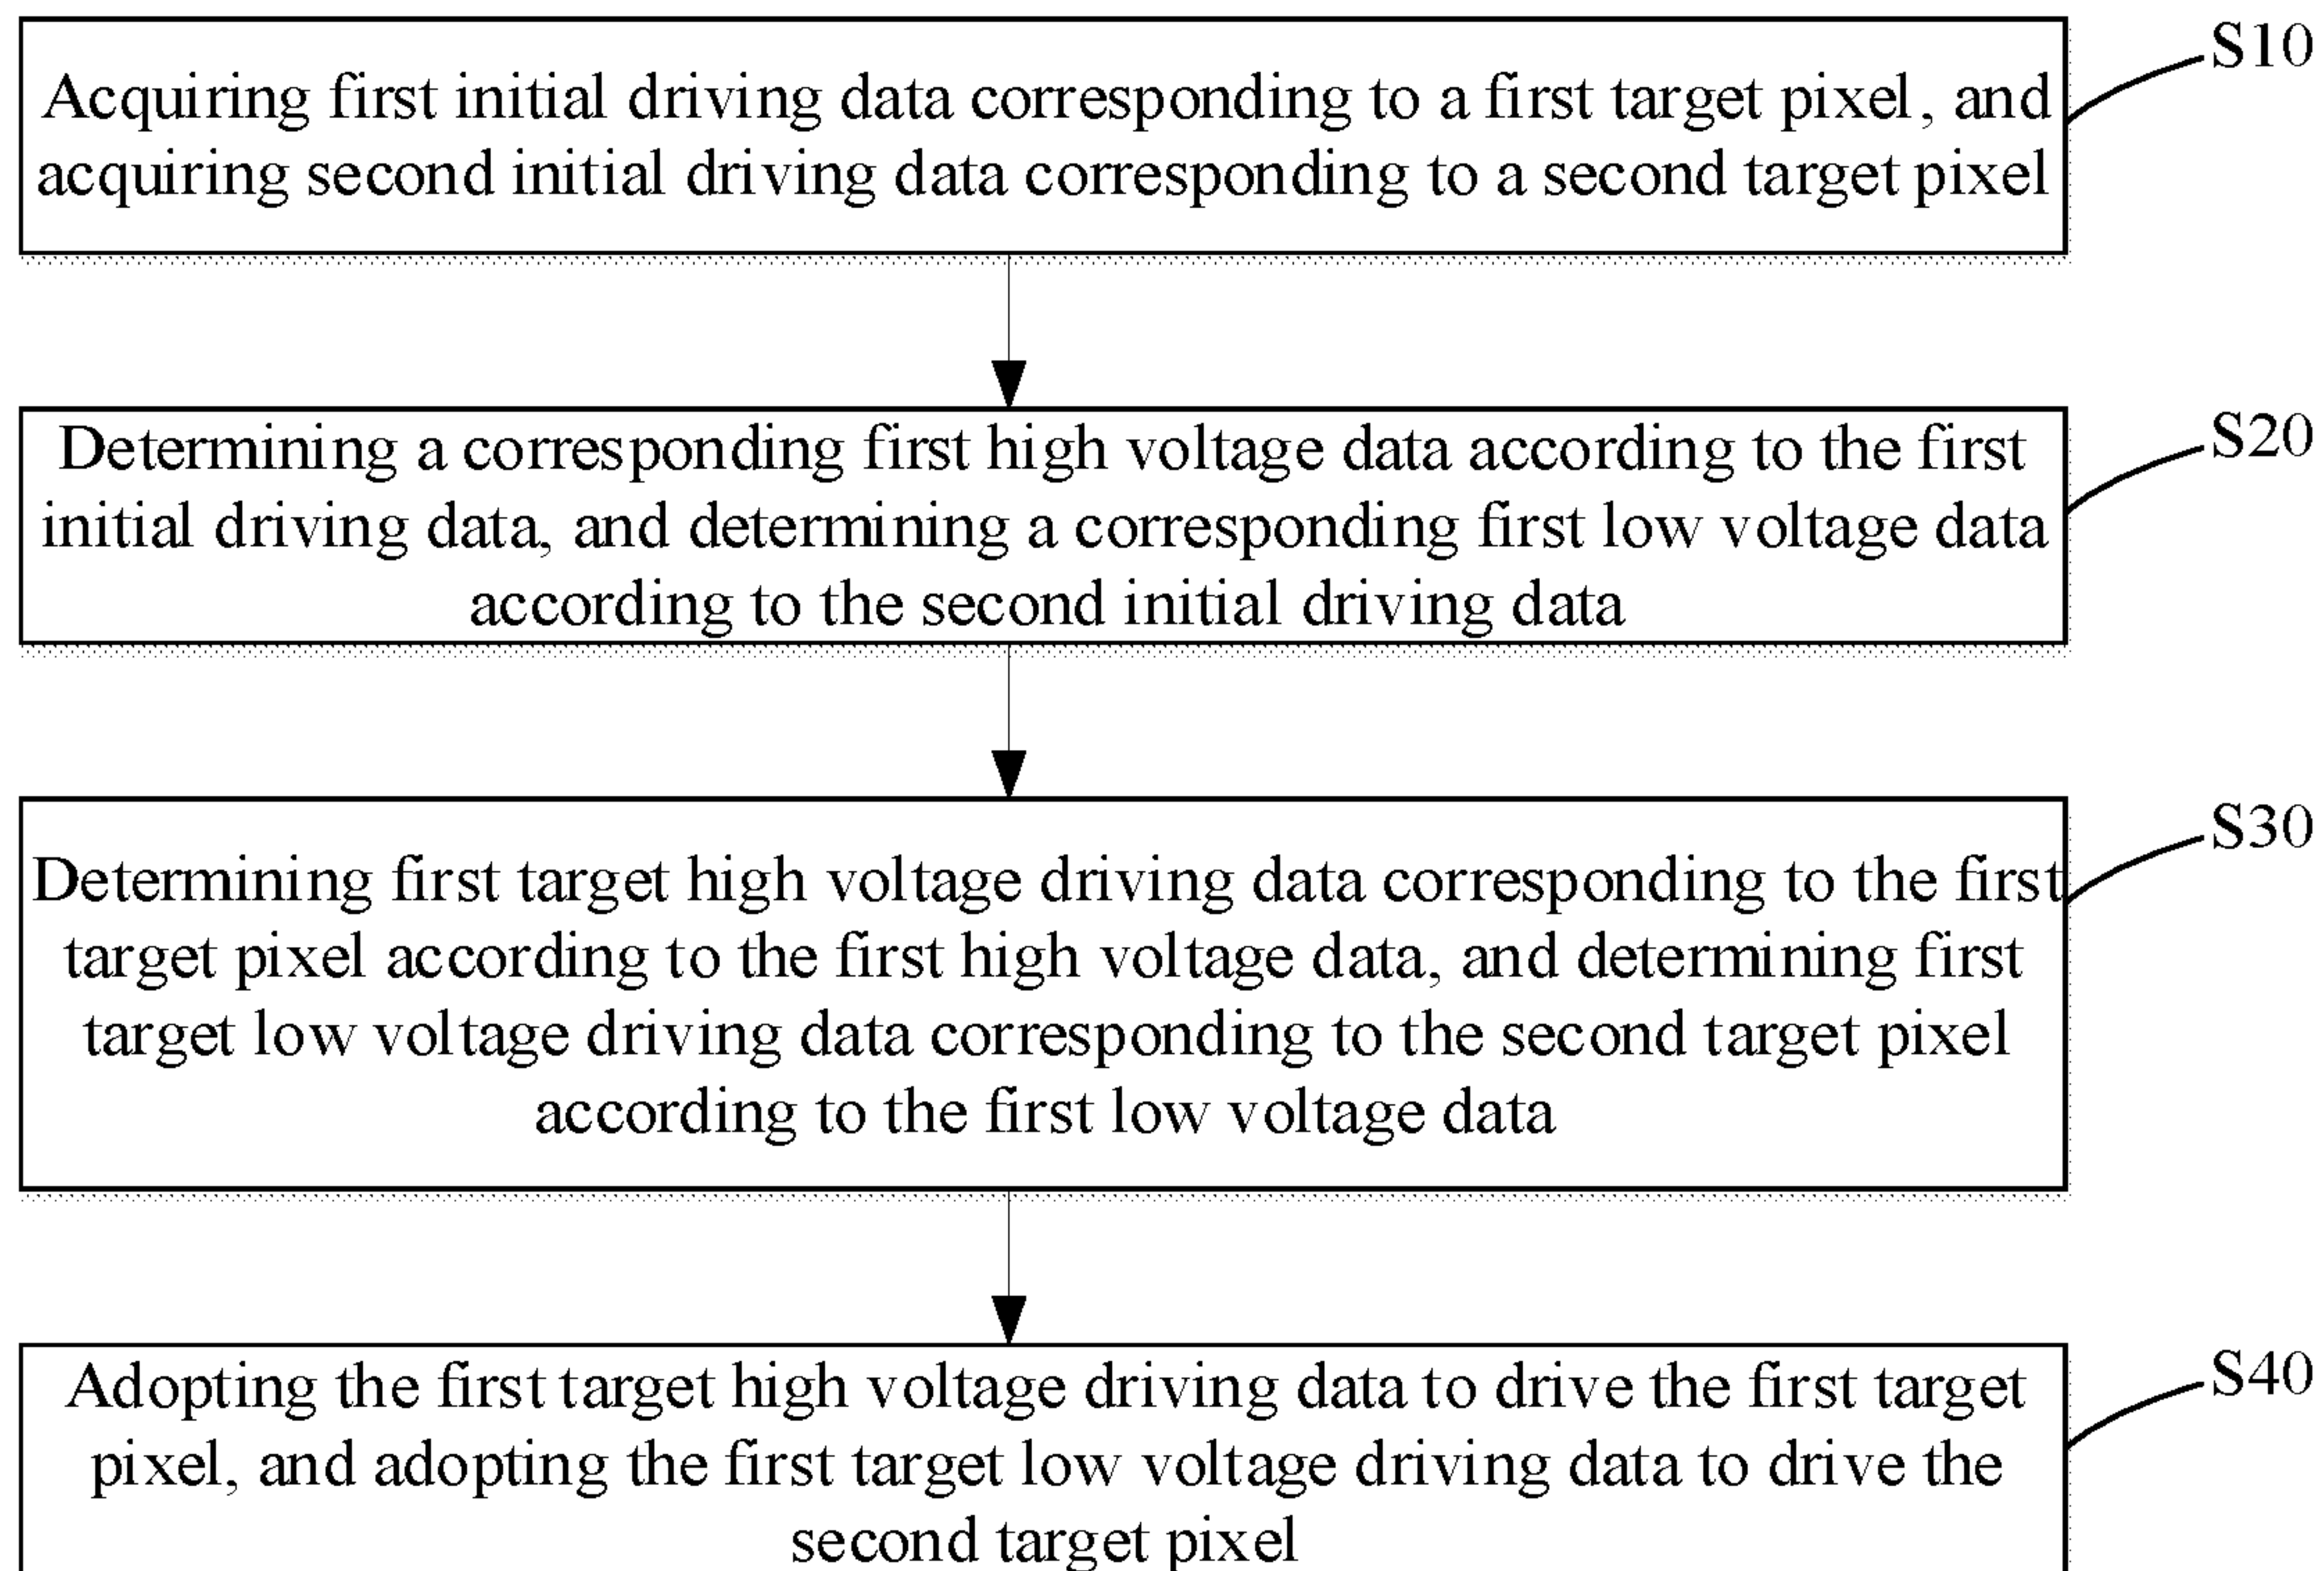 S10
Acquiring first initial driving data corresponding to a first target pixel, and
acquiring second initial driving data corresponding to a second target pixel
S20
Determining a corresponding first high voltage data according to the first
initial driving data, and determining a corresponding first low voltage data
according to the second initial driving data
S30
Determining first target high voltage driving data corresponding to the first
target pixel according to the first high voltage data, and determining first
target low voltage driving data corresponding to the second target pixel
according to the first low voltage data
S40
Adopting the first target high voltage driving data to drive the first target
pixel, and adopting the first target low voltage driving data to drive the
second target pixel